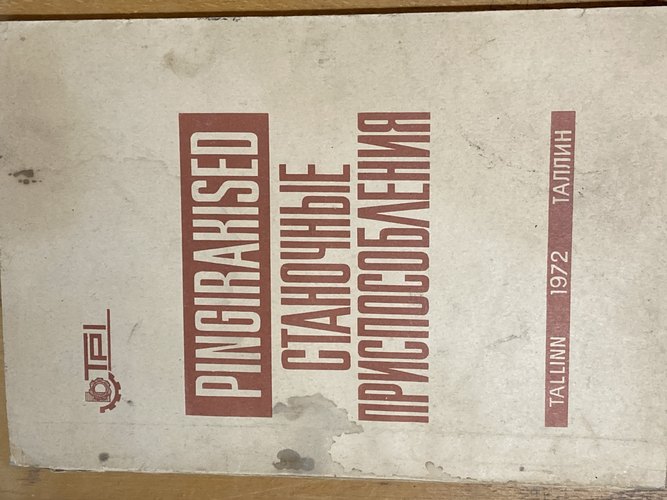 TPI
PINGIRAKISED
СТАНОЧНЫЕ
ПРИСПОСОБЛЕНИЯ
TALLINN 1972 ТАЛЛИН